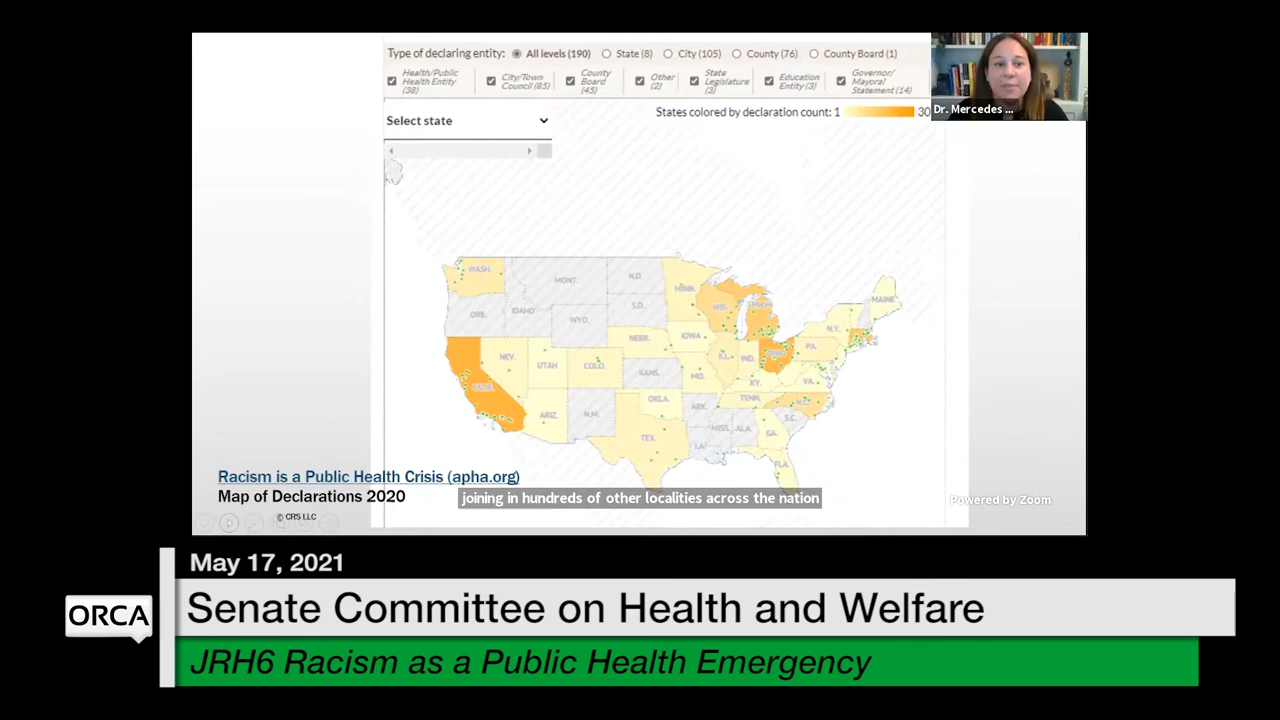 Type of declaring entity: All levels (190) State (8) City (105) County (76) County Board (1)
Health/Public Health Entity (38)
City/Town Council (85)
County Board (45)
Other (2)
State Legislature (3)
Education Entity (3)
Governor/ Mayoral Statement (14)
Dr. Mercedes ...
Select state
States colored by declaration count: 1 30
WASH.
MONT.
N.D.
MINN.
MAINE
ORE.
IDAHO
S.D.
WIS.
MICH.
WYO.
N.Y.
NEBR.
IOWA
PA.
NEV.
UTAH
COLO.
ILL.
IND.
OHIO
CALIF.
KANS.
MO.
KY.
VA.
ARIZ.
N.M.
OKLA.
ARK.
TENN.
N.C.
S.C.
TEX.
LA.
MISS.
ALA.
GA.
FLA.
Racism is a Public Health Crisis (apha.org)
Map of Declarations 2020
© CRS LLC
joining in hundreds of other localities across the nation
Powered by Zoom
May 17, 2021
ORCA
Senate Committee on Health and Welfare
JRH6 Racism as a Public Health Emergency